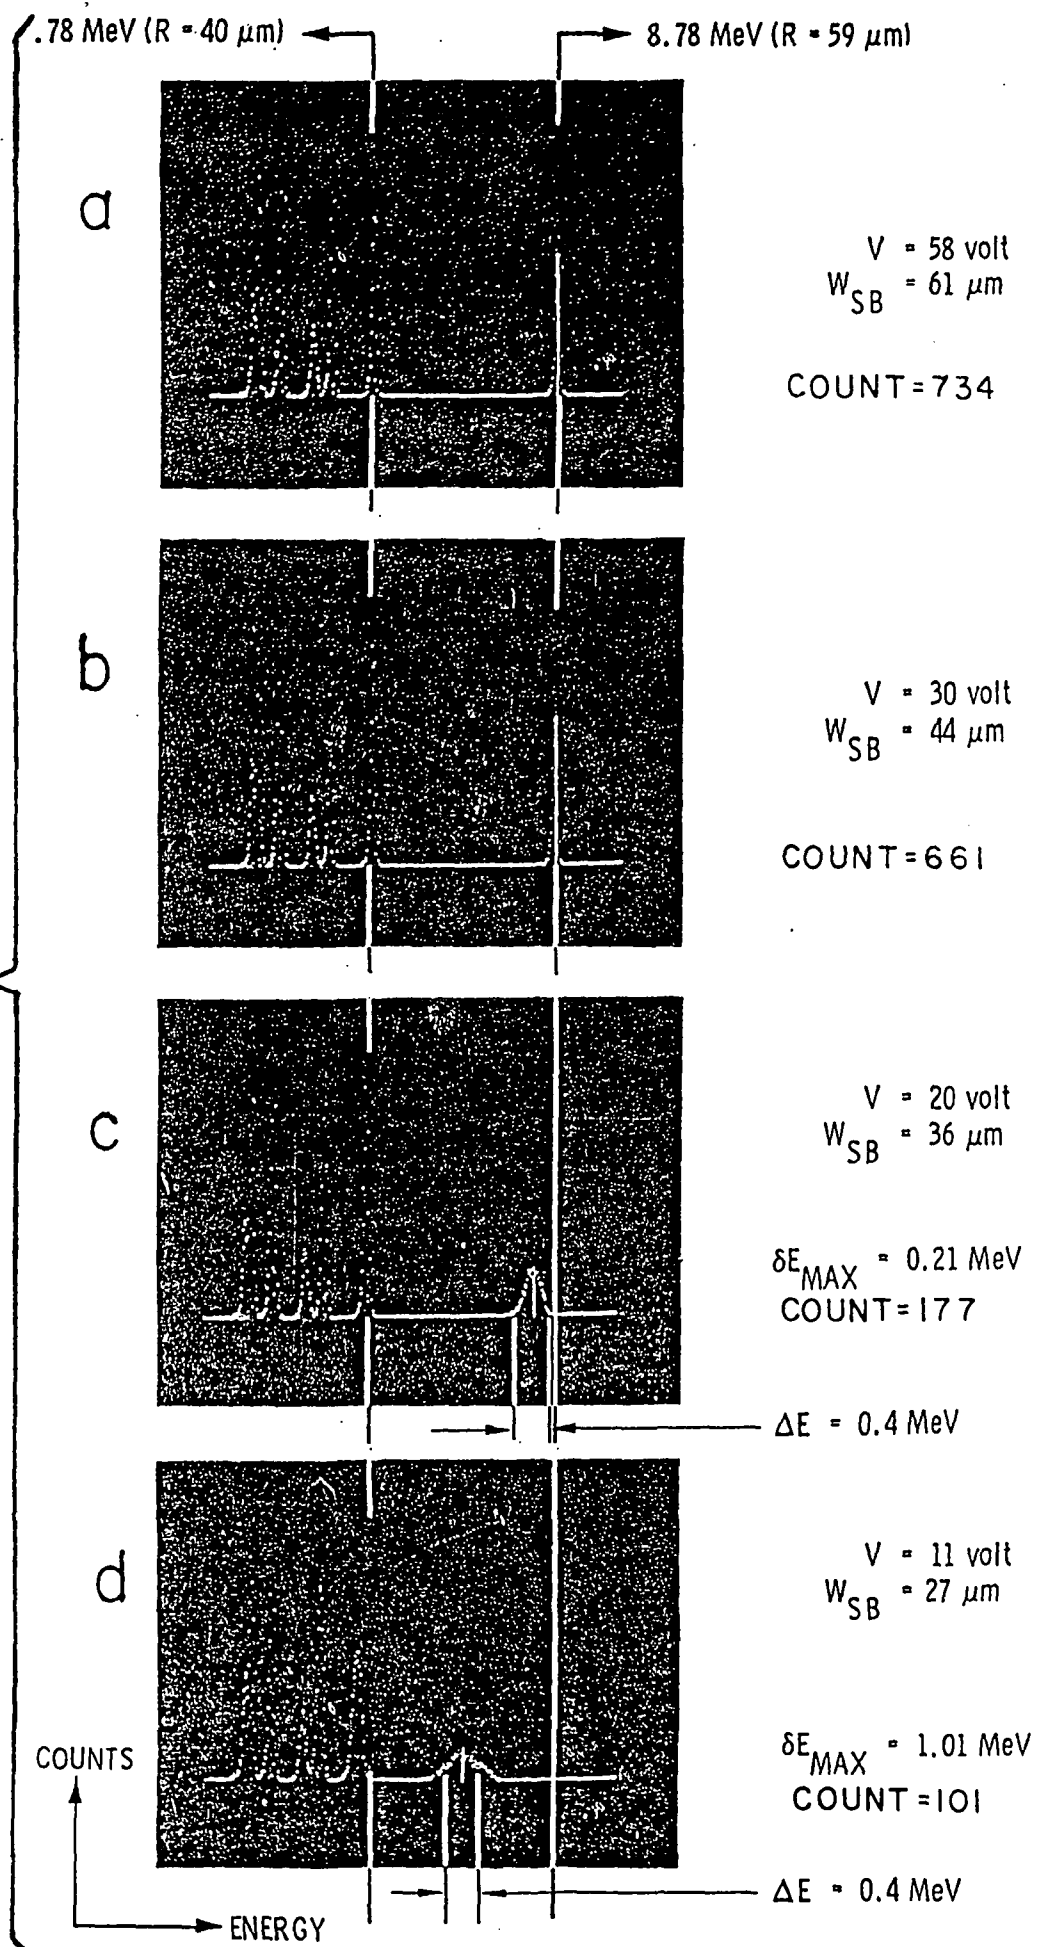 .78 MeV (R = 40 μm)
8.78 MeV (R = 59 μm)
a
V = 58 volt
W_SB = 61 μm
COUNT=734
b
V = 30 volt
W_SB = 44 μm
COUNT=661
c
V = 20 volt
W_SB = 36 μm
δE_MAX = 0.21 MeV
COUNT=177
ΔE = 0.4 MeV
d
V = 11 volt
W_SB = 27 μm
δE_MAX = 1.01 MeV
COUNT=101
ΔE = 0.4 MeV
COUNTS
ENERGY